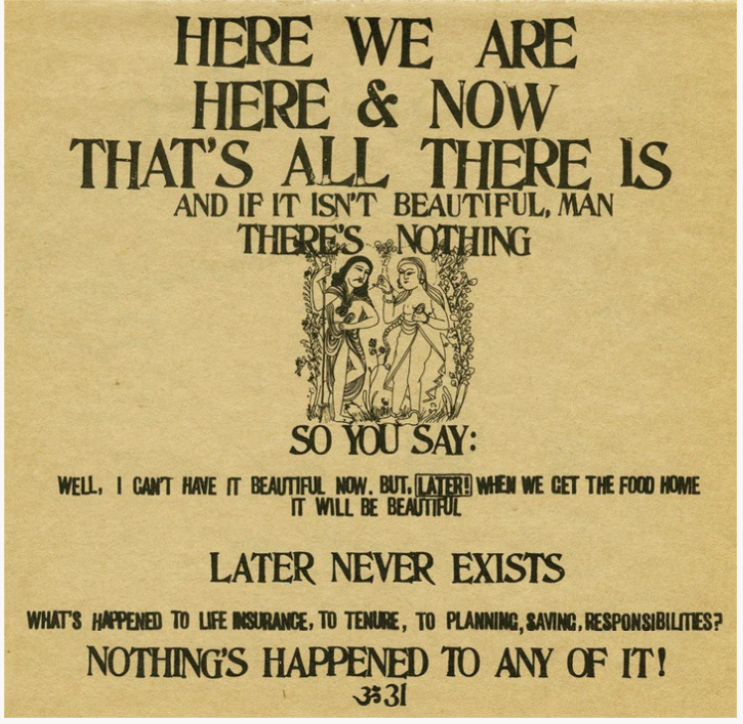 HERE WE ARE
HERE & NOW
THAT'S ALL THERE IS
AND IF IT ISN'T BEAUTIFUL, MAN
THERE'S NOTHING
SO YOU SAY:
WELL, I CAN'T HAVE IT BEAUTIFUL NOW. BUT, LATER! WHEN WE GET THE FOOD HOME
IT WILL BE BEAUTIFUL
LATER NEVER EXISTS
WHAT'S HAPPENED TO LIFE INSURANCE, TO TENURE, TO PLANNING, SAVING, RESPONSIBILITIES?
NOTHING'S HAPPENED TO ANY OF IT!
ॐ 31